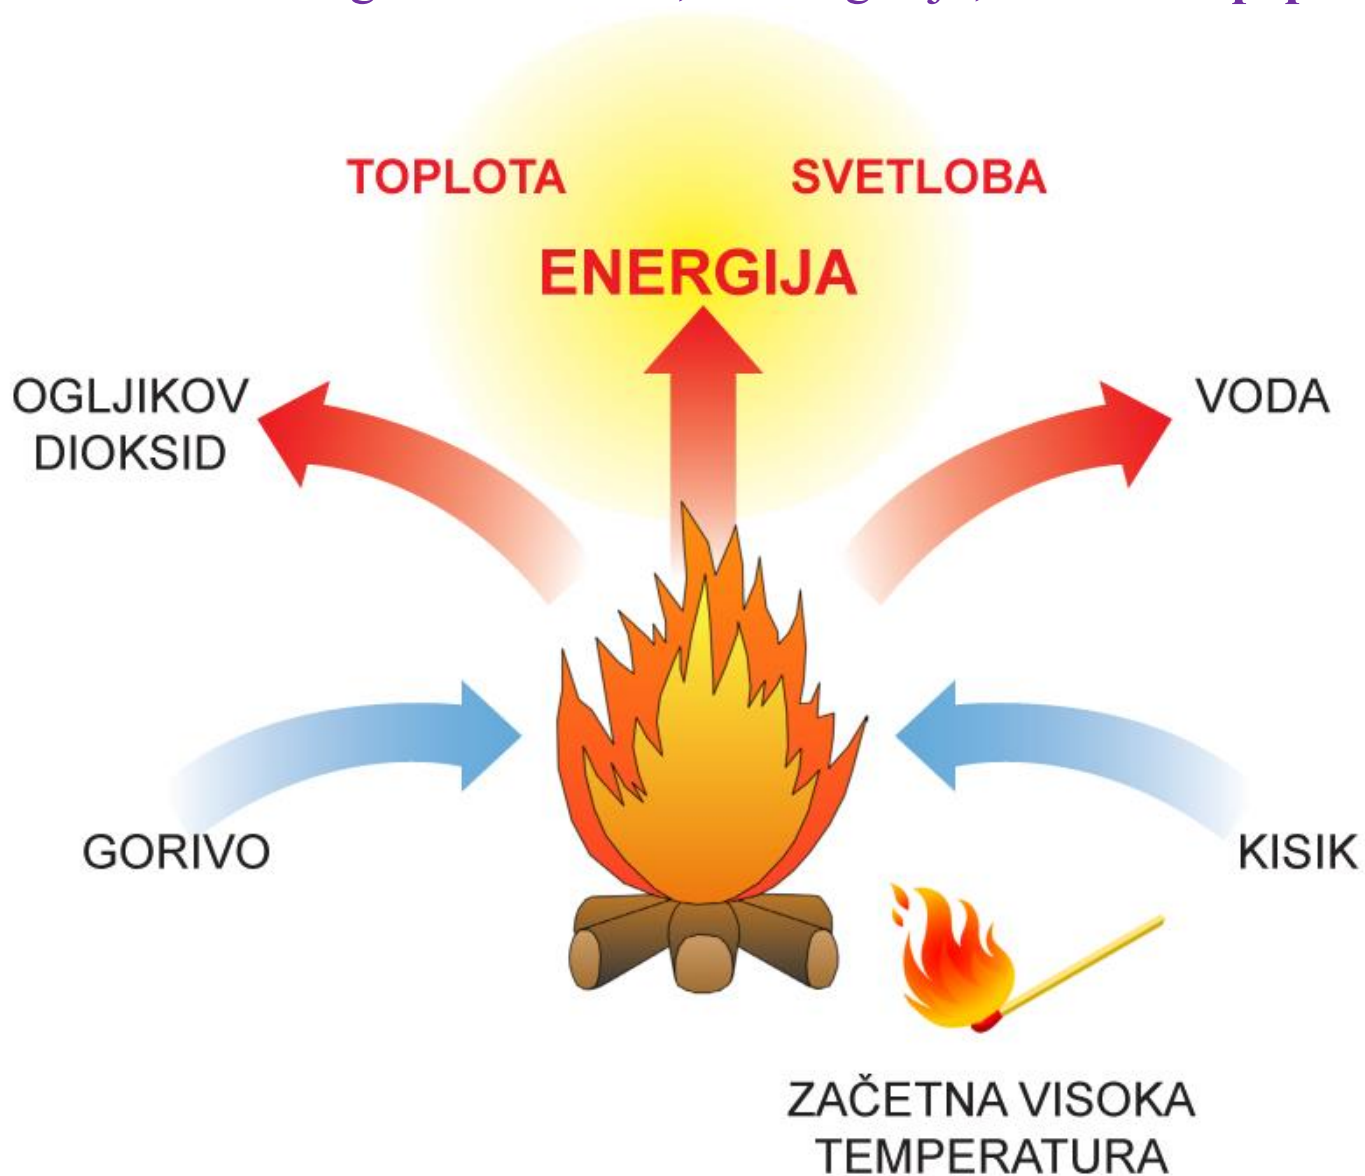 TOPLOTA SVETLOBA
ENERGIJA
OGLJIKOV
DIOKSID
VODA
GORIVO
KISIK
ZAČETNA VISOKA
TEMPERATURA